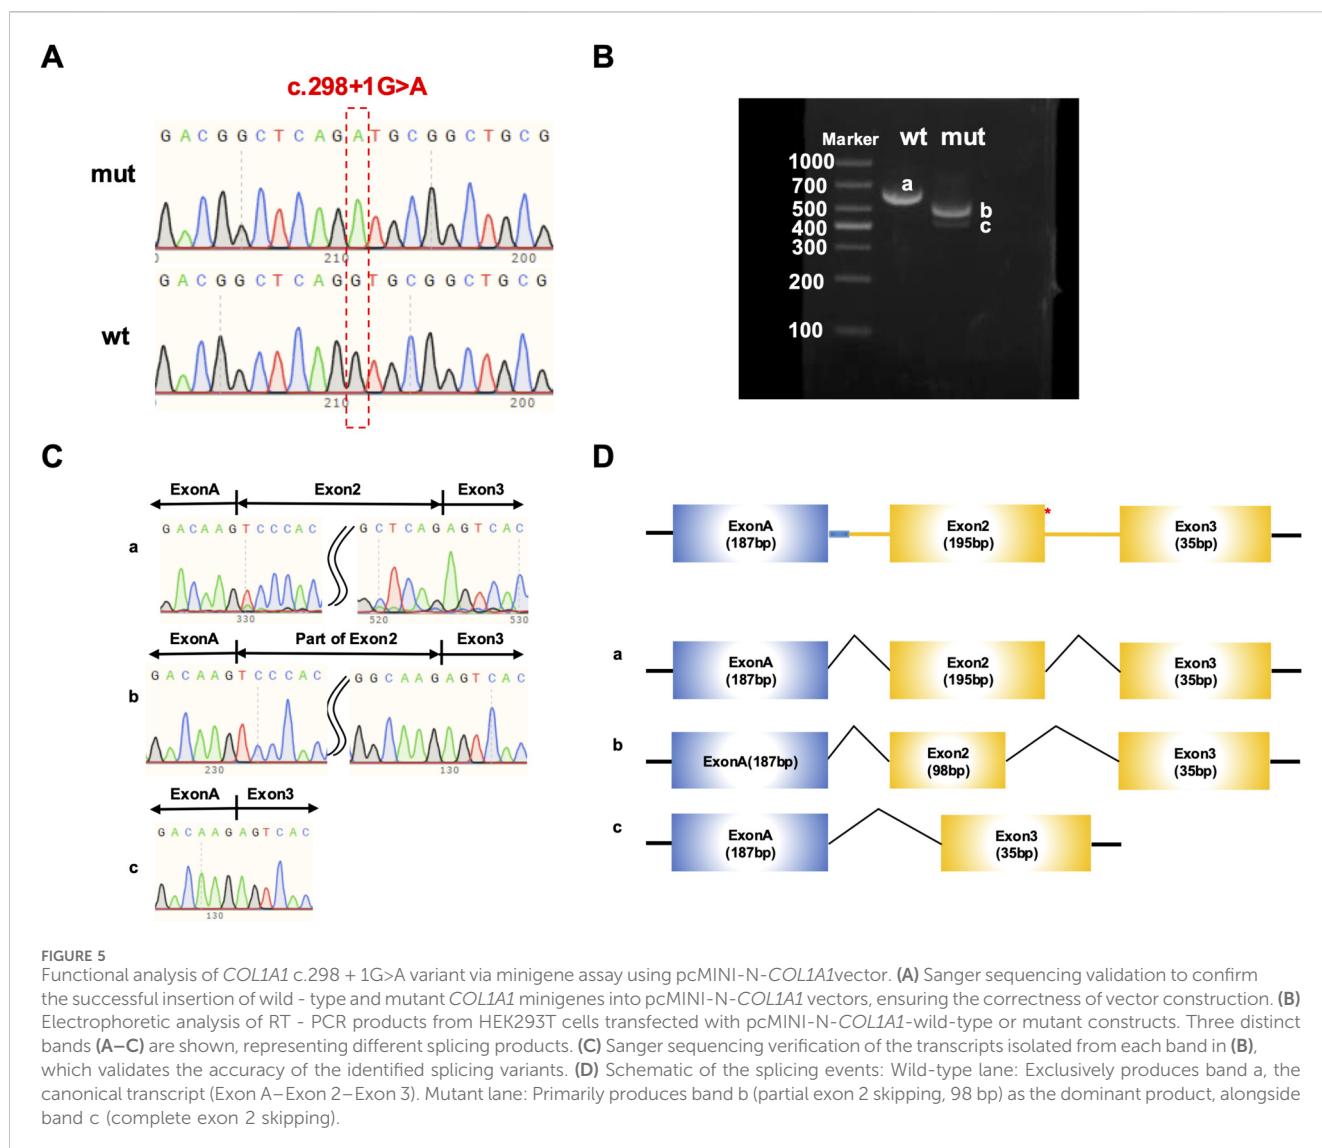 A
c.298+1G>A
G A C G G C T C A G A T G C G G C T G C G
mut
210
200
G A C G G C T C A G G T G C G G C T G C G
wt
210
200
B
Marker
wt
mut
1000
700
500
400
300
200
100
a
b
c
C
ExonA
Exon2
Exon3
a
G A C A A G T C C C A C
G C T C A G A G T C A C
330
520
530
ExonA
Part of Exon2
Exon3
b
G A C A A G T C C C A C
G G C A A G A G T C A C
230
130
ExonA
Exon3
c
G A C A A G A G T C A C
130
D
ExonA
(187bp)
Exon2
(195bp)
*
Exon3
(35bp)
a
ExonA
(187bp)
Exon2
(195bp)
Exon3
(35bp)
b
ExonA(187bp)
Exon2
(98bp)
Exon3
(35bp)
c
ExonA
(187bp)
Exon3
(35bp)
FIGURE 5
Functional analysis of COL1A1 c.298 + 1G>A variant via minigene assay using pcMINI-N-COL1A1vector. (A) Sanger sequencing validation to confirm
the successful insertion of wild - type and mutant COL1A1 minigenes into pcMINI-N-COL1A1 vectors, ensuring the correctness of vector construction. (B)
Electrophoretic analysis of RT - PCR products from HEK293T cells transfected with pcMINI-N-COL1A1-wild-type or mutant constructs. Three distinct
bands (A–C) are shown, representing different splicing products. (C) Sanger sequencing verification of the transcripts isolated from each band in (B),
which validates the accuracy of the identified splicing variants. (D) Schematic of the splicing events: Wild-type lane: Exclusively produces band a, the
canonical transcript (Exon A–Exon 2–Exon 3). Mutant lane: Primarily produces band b (partial exon 2 skipping, 98 bp) as the dominant product, alongside
band c (complete exon 2 skipping).